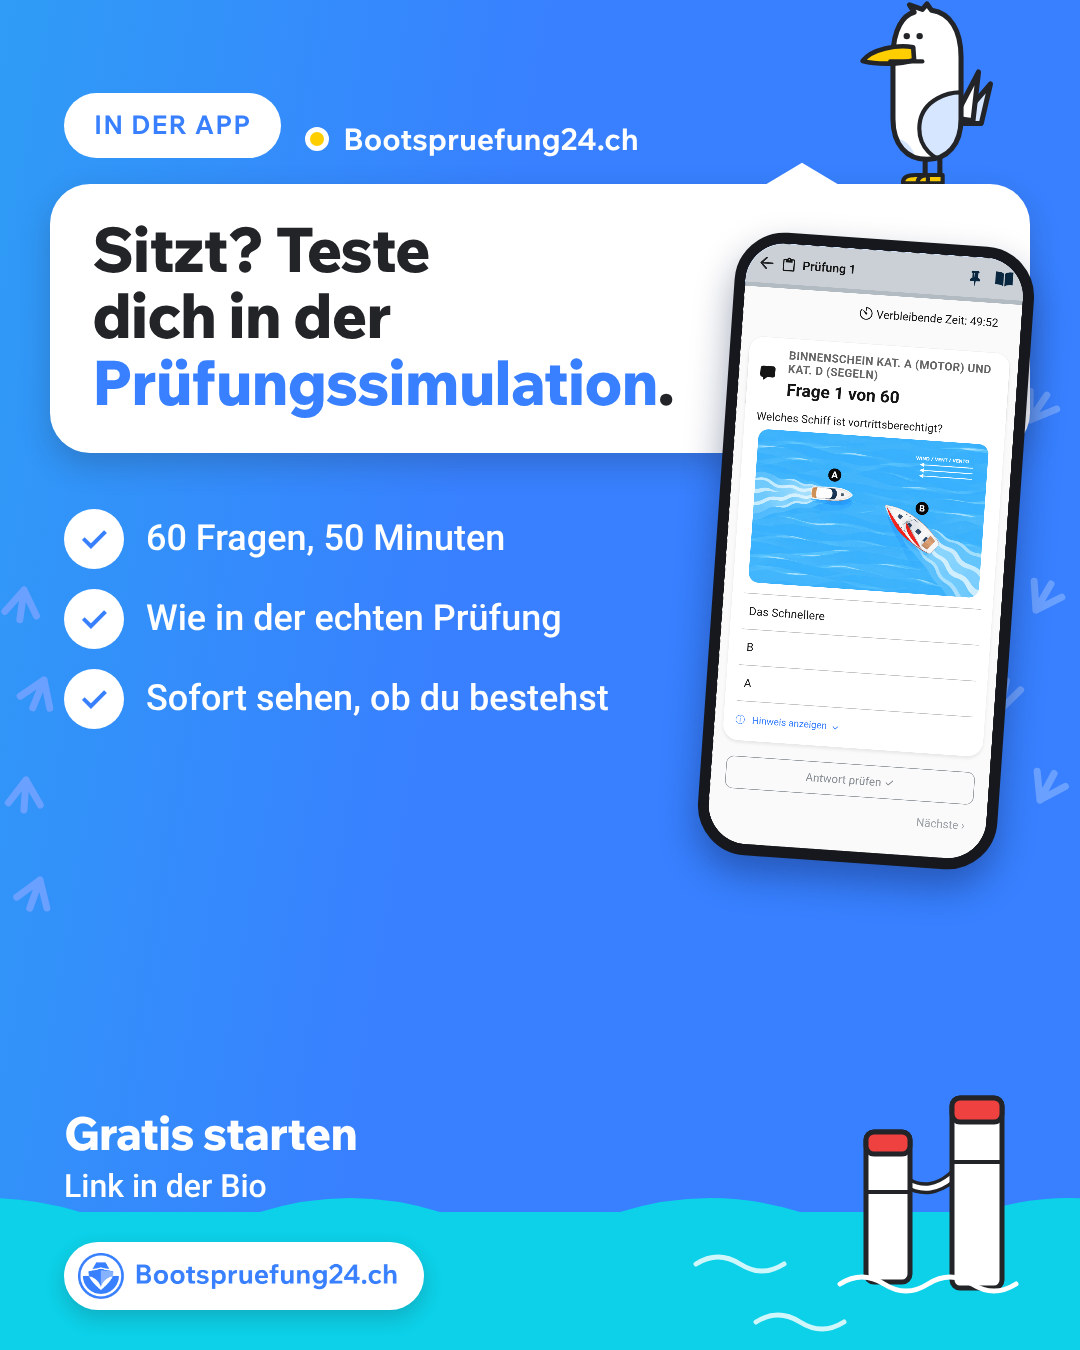 IN DER APP
Bootspruefung24.ch
Sitzt? Teste
dich in der
Prüfungssimulation.
60 Fragen, 50 Minuten
Wie in der echten Prüfung
Sofort sehen, ob du bestehst
Prüfung 1
Verbleibende Zeit: 49:52
BINNENSCHEIN KAT. A (MOTOR) UND
KAT. D (SEGELN)
Frage 1 von 60
Welches Schiff ist vortrittsberechtigt?
WIND / VENT / VENTO
A
B
Das Schnellere
B
A
Hinweis anzeigen
Antwort prüfen
Nächste ›
Gratis starten
Link in der Bio
Bootspruefung24.ch